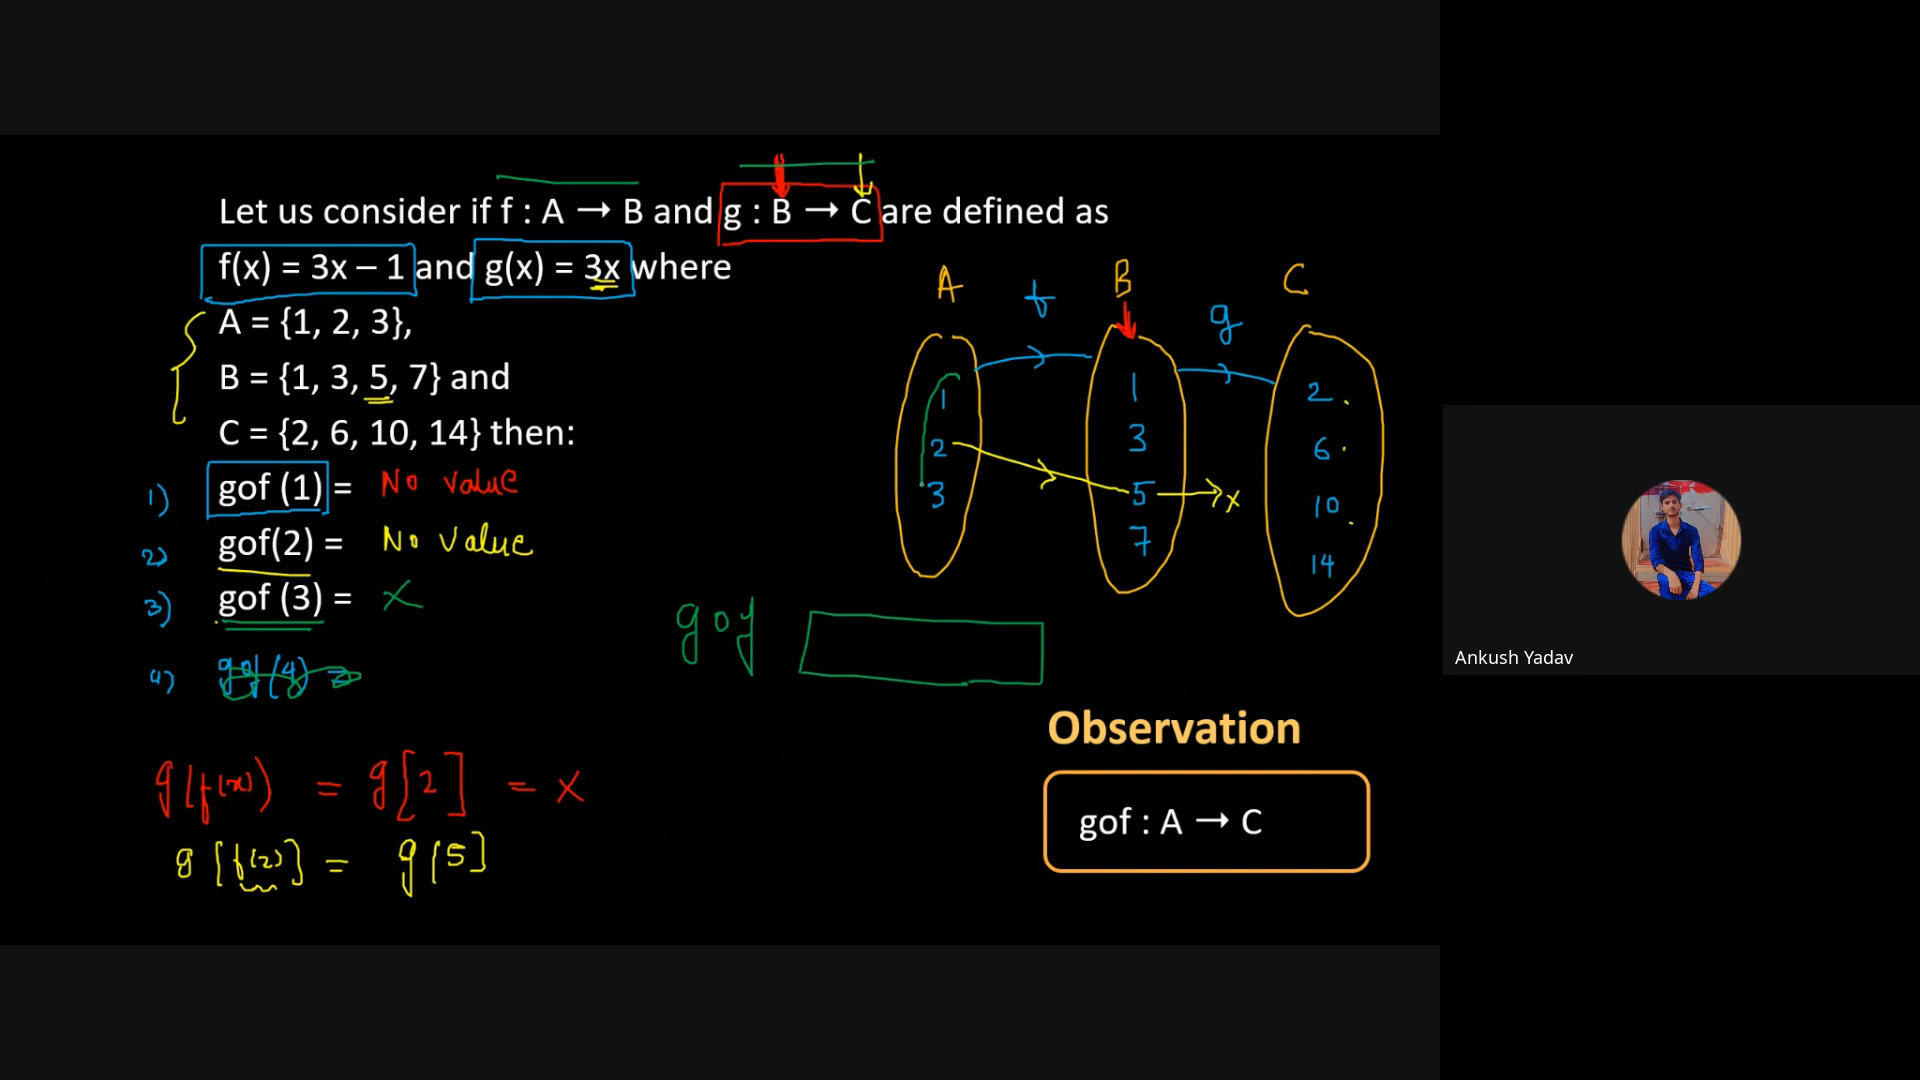 Let us consider if f : A → B and g : B → C are defined as
f(x) = 3x – 1 and g(x) = 3x where
A = {1, 2, 3},
B = {1, 3, 5, 7} and
C = {2, 6, 10, 14} then:
1) gof (1) = No value
2) gof(2) = No value
3) gof (3) = x
4) gof(4) =
g(f(x)) = g[2] = x
g[f(2)] = g[5]
A f B g C
1 1 2
2 3 6
3 5 → x 10
7 14
gof
Observation
gof : A → C
Ankush Yadav